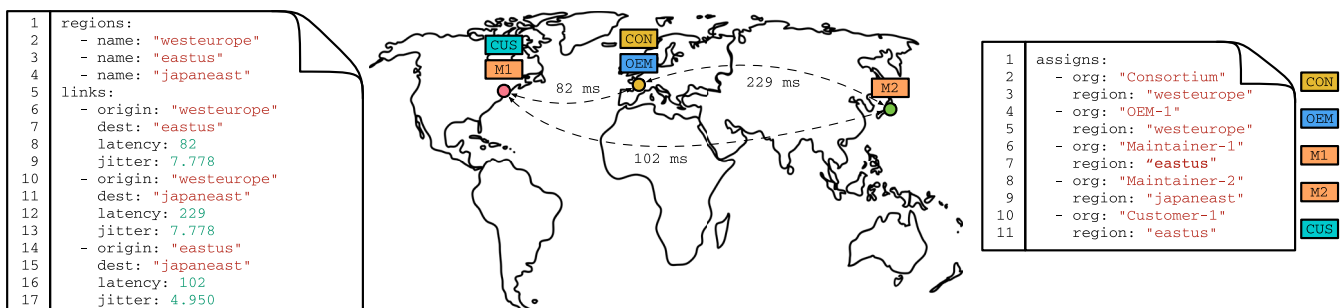 1 regions:
2 - name: "westeurope"
3 - name: "eastus"
4 - name: "japaneast"
5 links:
6 - origin: "westeurope"
7 dest: "eastus"
8 latency: 82
9 jitter: 7.778
10 - origin: "westeurope"
11 dest: "japaneast"
12 latency: 229
13 jitter: 7.778
14 - origin: "eastus"
15 dest: "japaneast"
16 latency: 102
17 jitter: 4.950
CUS
M1
CON
OEM
M2
82 ms
229 ms
102 ms
1 assigns:
2 - org: "Consortium"
3 region: "westeurope"
4 - org: "OEM-1"
5 region: "westeurope"
6 - org: "Maintainer-1"
7 region: “eastus"
8 - org: "Maintainer-2"
9 region: "japaneast"
10 - org: "Customer-1"
11 region: "eastus"
CON
OEM
M1
M2
CUS